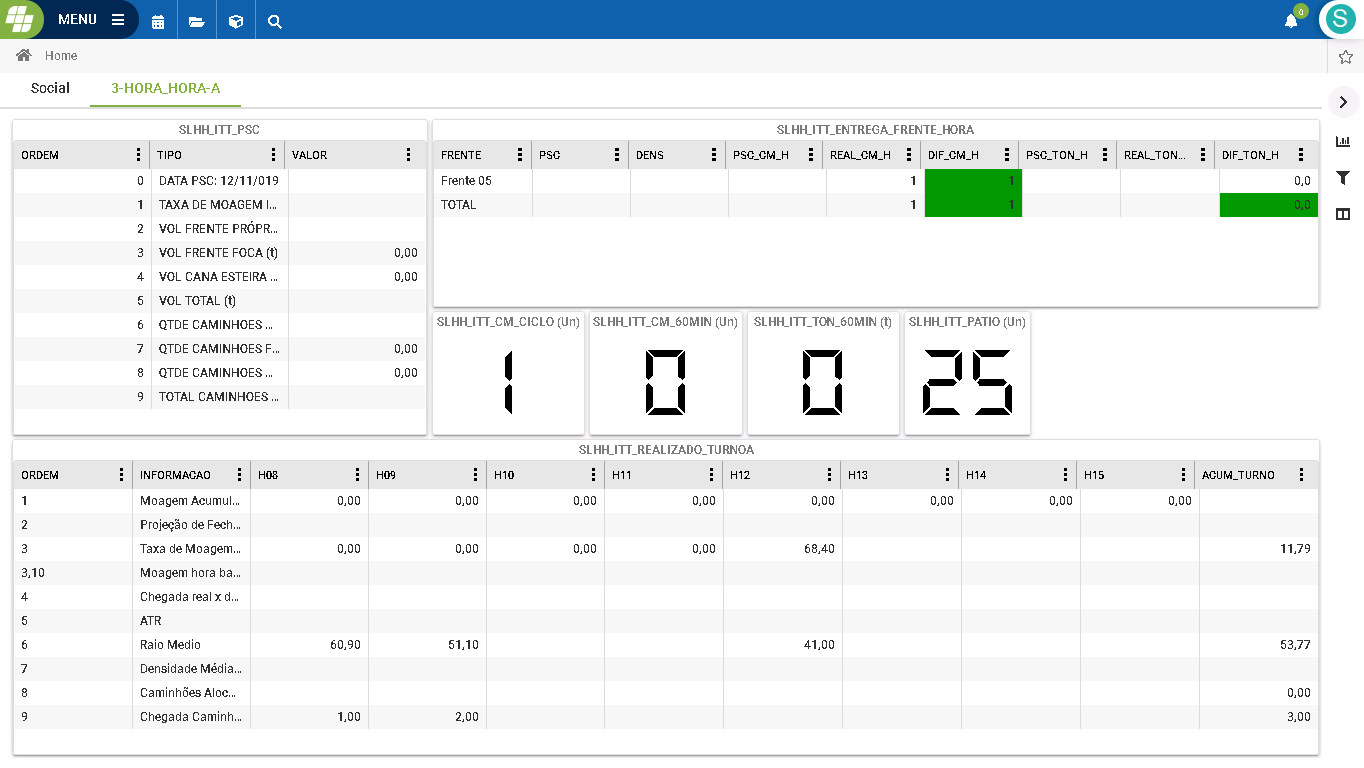 MENU
0
S
Home
Social 3-HORA_HORA-A
SLHH_ITT_PSC
ORDEM TIPO VALOR
0 DATA PSC: 12/11/019
1 TAXA DE MOAGEM I...
2 VOL FRENTE PRÓPR...
3 VOL FRENTE FOCA (t) 0,00
4 VOL CANA ESTEIRA ... 0,00
5 VOL TOTAL (t)
6 QTDE CAMINHOES ...
7 QTDE CAMINHOES F... 0,00
8 QTDE CAMINHOES ... 0,00
9 TOTAL CAMINHOES ...
SLHH_ITT_ENTREGA_FRENTE_HORA
FRENTE PSC DENS PSC_CM_H REAL_CM_H DIF_CM_H PSC_TON_H REAL_TON... DIF_TON_H
Frente 05 1 1 0,0
TOTAL 1 1 0,0
SLHH_ITT_CM_CICLO (Un)
1
SLHH_ITT_CM_60MIN (Un)
0
SLHH_ITT_TON_60MIN (t)
0
SLHH_ITT_PATIO (Un)
25
SLHH_ITT_REALIZADO_TURNOA
ORDEM INFORMACAO H08 H09 H10 H11 H12 H13 H14 H15 ACUM_TURNO
1 Moagem Acumul... 0,00 0,00 0,00 0,00 0,00 0,00 0,00 0,00
2 Projeção de Fech...
3 Taxa de Moagem... 0,00 0,00 0,00 0,00 68,40 11,79
3,10 Moagem hora ba...
4 Chegada real x d...
5 ATR
6 Raio Medio 60,90 51,10 41,00 53,77
7 Densidade Média...
8 Caminhões Aloc... 0,00
9 Chegada Caminh... 1,00 2,00 3,00